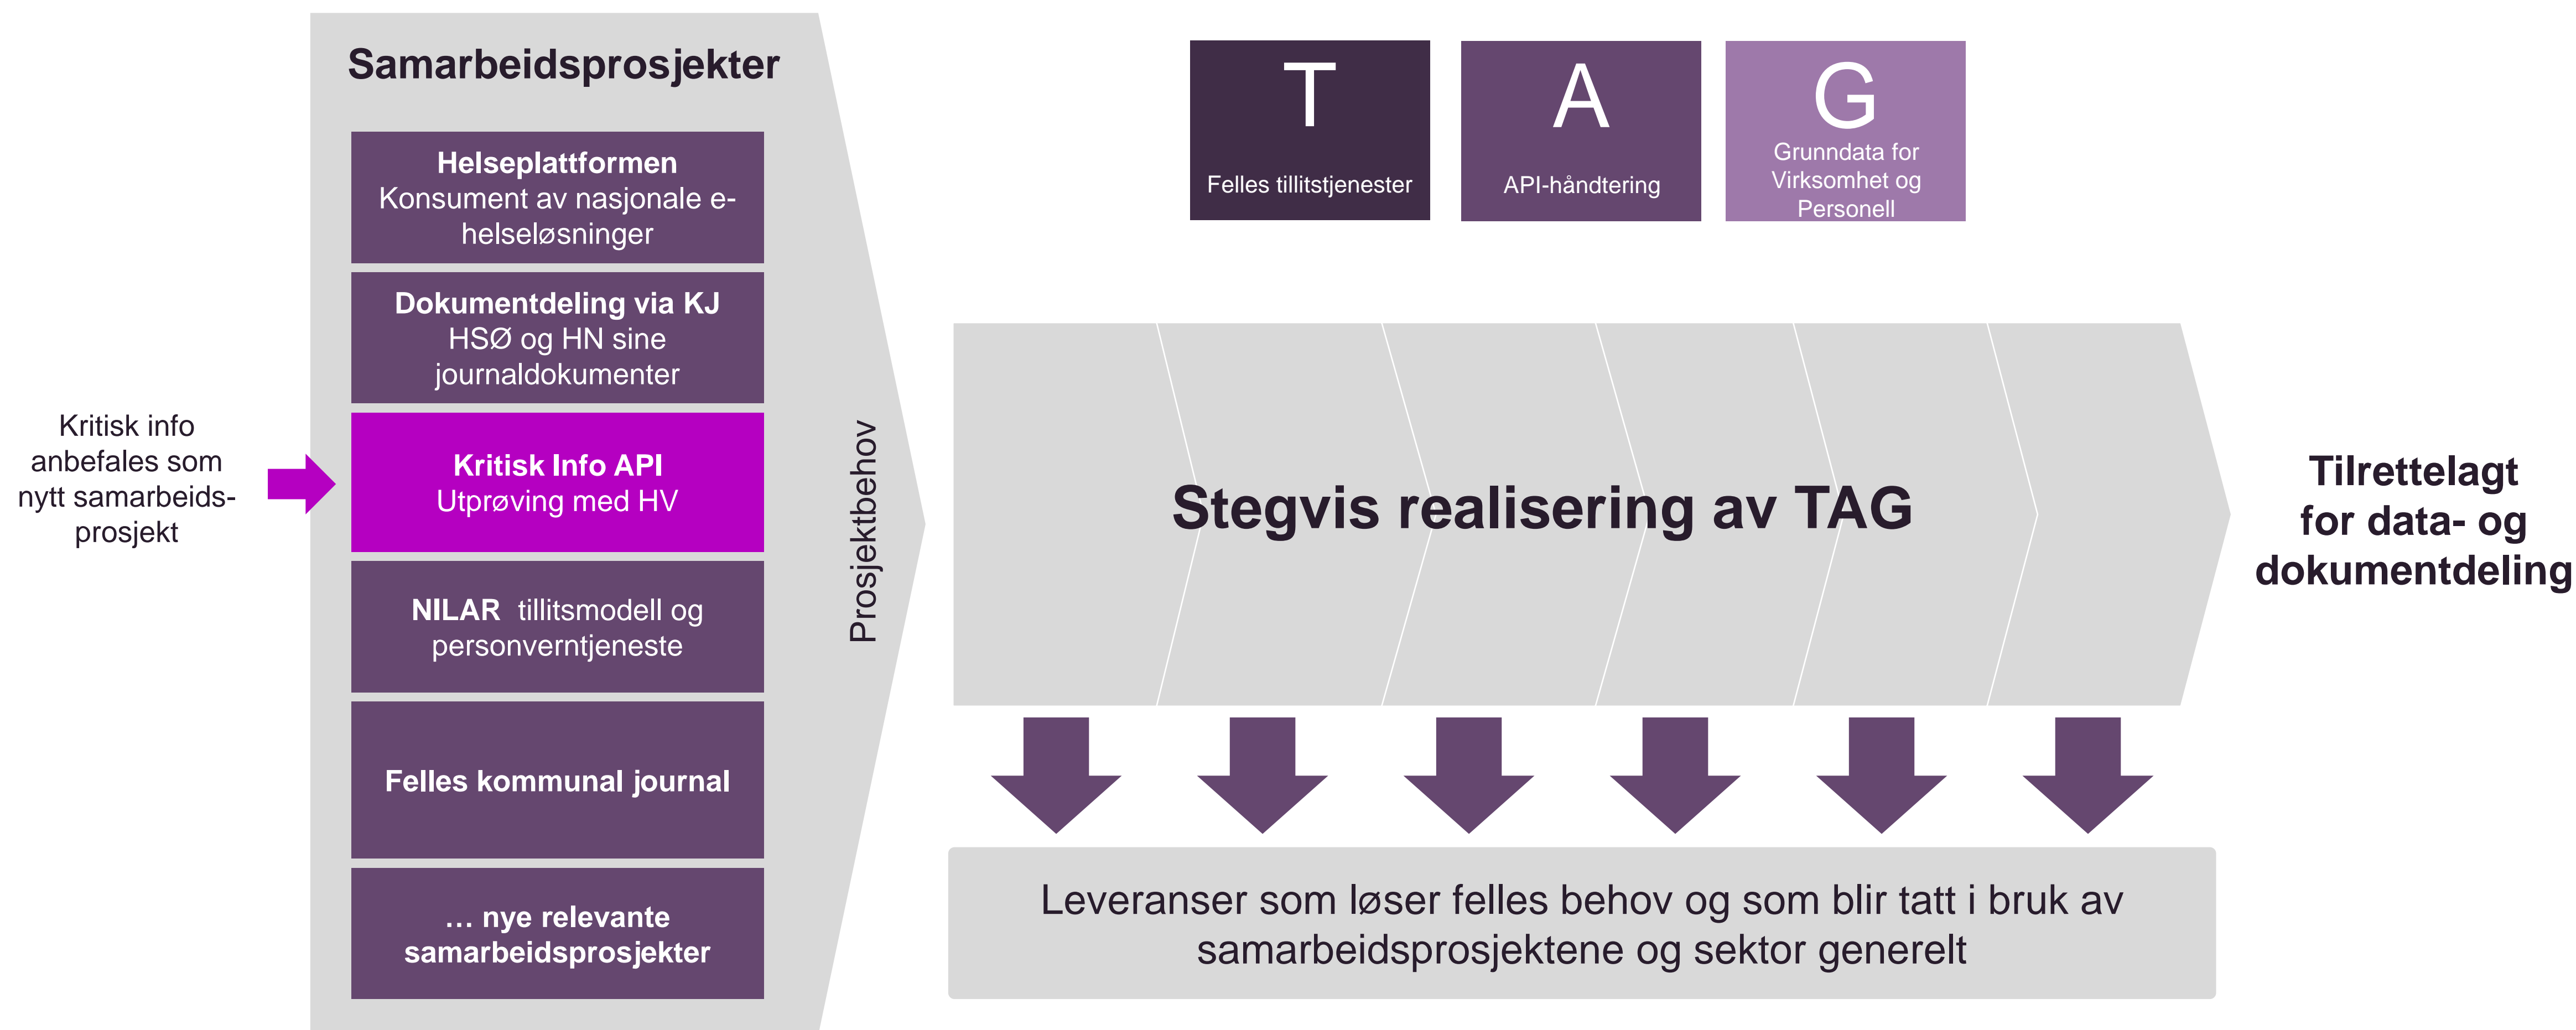 Samarbeidsprosjekter
Helseplattformen
Konsument av nasjonale e-
helseløsninger
Dokumentdeling via KJ
HSØ og HN sine
journaldokumenter
Kritisk info
anbefales som
nytt samarbeids-
prosjekt
Kritisk Info API
Utprøving med HV
NILAR tillitsmodell og
personverntjeneste
Felles kommunal journal
… nye relevante
samarbeidsprosjekter
Prosjektbehov
T
Felles tillitstjenester
A
API-håndtering
G
Grunndata for
Virksomhet og
Personell
Stegvis realisering av TAG
Tilrettelagt
for data- og
dokumentdeling
Leveranser som løser felles behov og som blir tatt i bruk av
samarbeidsprosjektene og sektor generelt